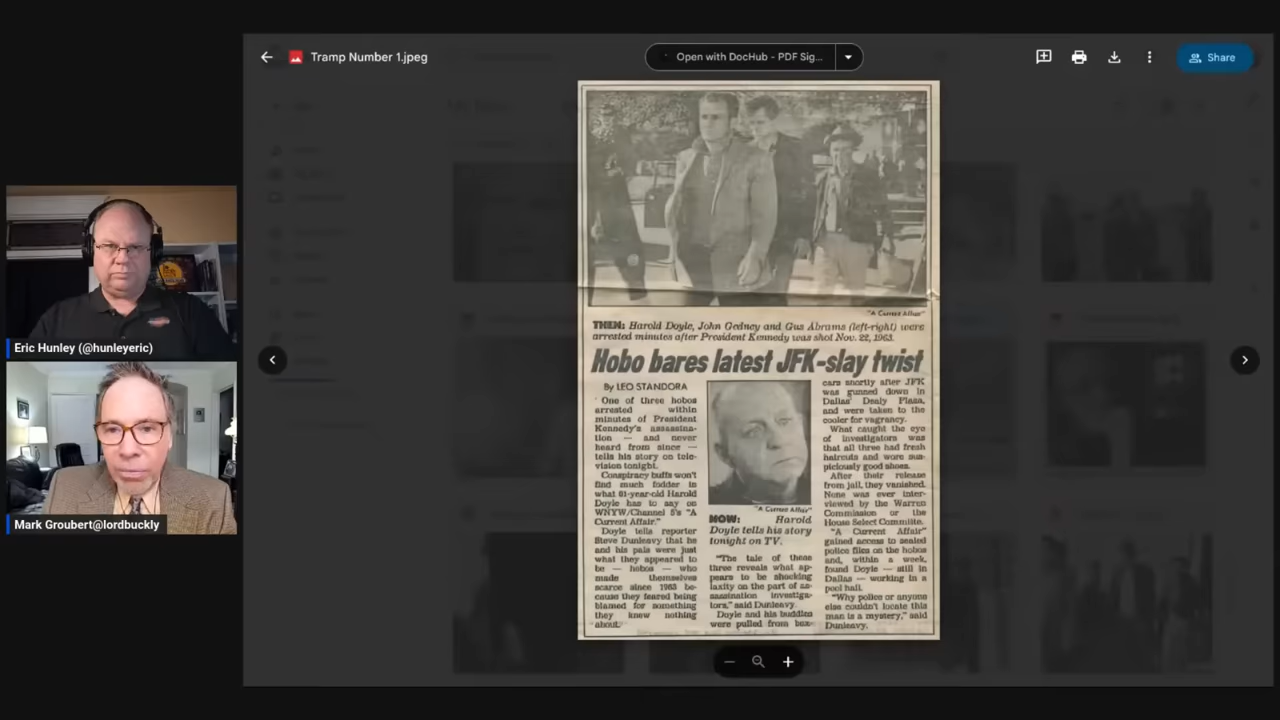 Tramp Number 1.jpeg
Open with DocHub - PDF Sig...
Share
"A Current Affair"
THEN: Harold Doyle, John Gedney and Gus Abrams (left-right) were
arrested minutes after President Kennedy was shot Nov. 22, 1963.
Hobo bares latest JFK-slay twist
By LEO STANDORA
One of three hobos
arrested within
minutes of President
Kennedy's assassina-
tion — and never
heard from since —
tells his story on tele-
vision tonight.
Conspiracy buffs won't
find much fodder in
what 61-year-old Harold
Doyle has to say on
WNYW/Channel 5's "A
Current Affair."
Doyle tells reporter
Steve Dunleavy that he
and his pals were just
what they appeared to
be — hobos — who
made themselves
scarce since 1963 be-
cause they feared being
blamed for something
they knew nothing
about.
"A Current Affair"
NOW: Harold
Doyle tells his story
tonight on TV.
"The tale of these
three reveals what ap-
pears to be shocking
laxity on the part of as-
sassination investiga-
tors," said Dunleavy.
Doyle and his buddies
were pulled from box-
cars shortly after JFK
was gunned down in
Dallas' Dealy Plaza,
and were taken to the
cooler for vagrancy.
What caught the eye
of investigators was
that all three had fresh
haircuts and wore sus-
piciously good shoes.
After their release
from jail, they vanished.
None was ever inter-
viewed by the Warren
Commission or the
House Select Committe.
"A Current Affair"
gained access to sealed
police files on the hobos
and, within a week,
found Doyle — still in
Dallas — working in a
pool hall.
"Why police or anyone
else couldn't locate this
man is a mystery," said
Dunleavy.
Eric Hunley (@hunleyeric)
Mark Groubert@lordbuckly